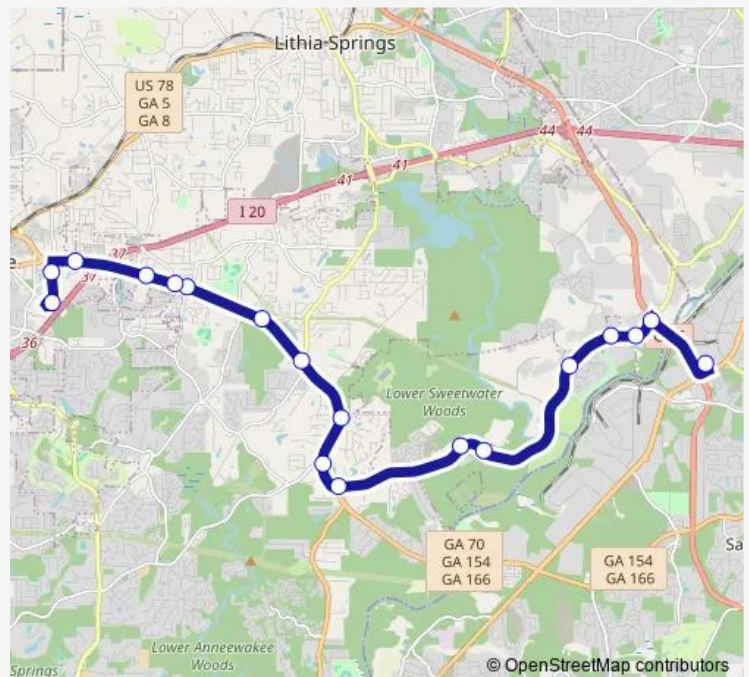 Lithia Springs
US 78
GA 5
GA 8
44
44
41
41
I 20
37
37
36
Lower Sweetwater
Woods
GA 70
GA 154
GA 166
GA 154
GA 166
Sa
Lower Anneewakee
Woods
Springs
© OpenStreetMap contributors